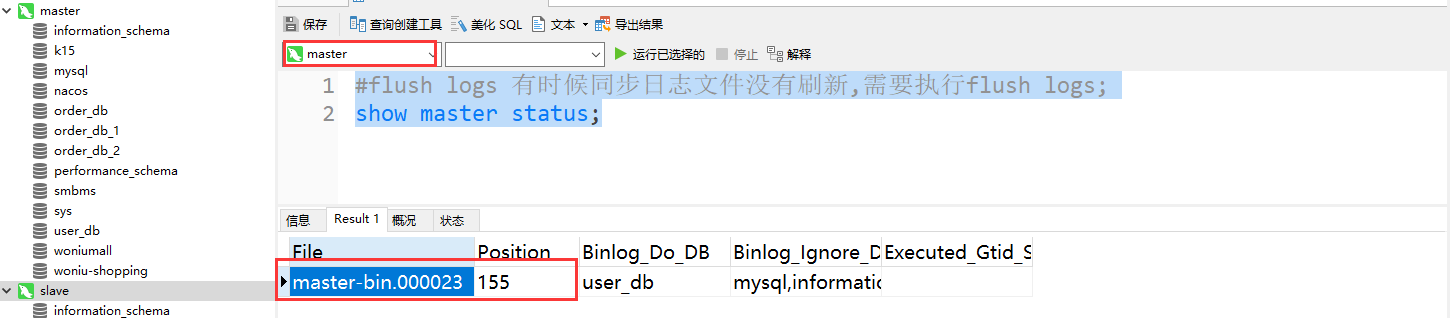 master
information_schema
k15
mysql
nacos
order_db
order_db_1
order_db_2
performance_schema
smbms
sys
user_db
woniumall
woniu-shopping
slave
information_schema
保存 查询创建工具 美化 SQL 文本 导出结果
master 运行已选择的 停止 解释
1 #flush logs 有时候同步日志文件没有刷新,需要执行flush logs;
2 show master status;
信息 Result 1 概况 状态
File Position Binlog_Do_DB Binlog_Ignore_D Executed_Gtid_S
master-bin.000023 155 user_db mysql,informatic